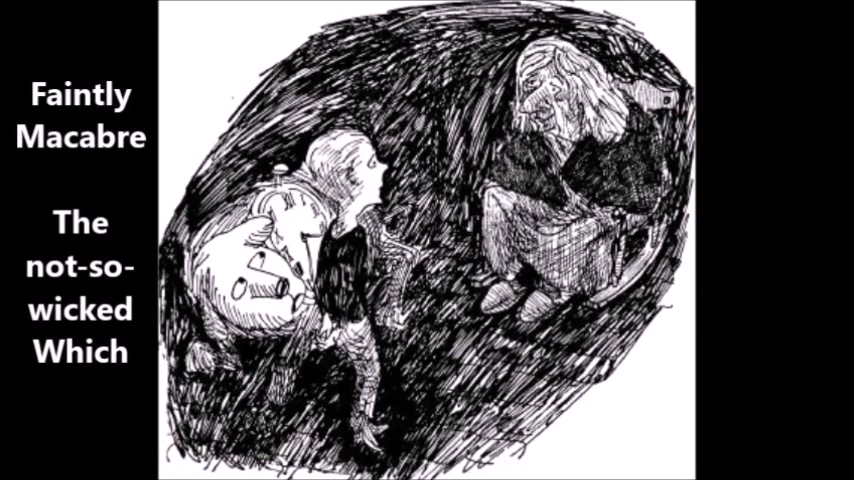 Faintly
Macabre
The
not-so-
wicked
Which